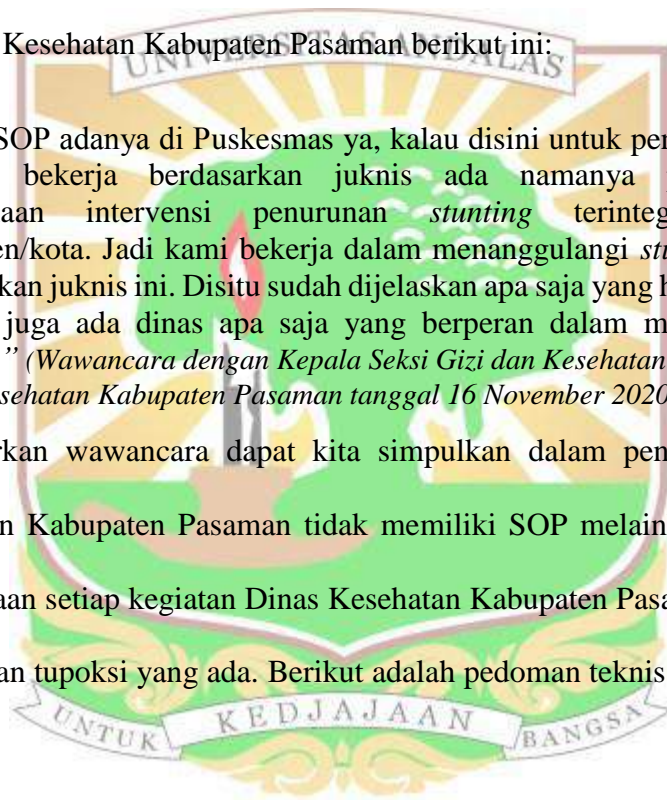 Kesehatan Kabupaten Pasaman berikut ini:
UNIVERSITAS ANDALAS
SOP adanya di Puskesmas ya, kalau disini untuk per
bekerja berdasarkan juknis ada namanya
aan intervensi penurunan stunting terinteg
en/kota. Jadi kami bekerja dalam menanggulangi stu
kan juknis ini. Disitu sudah dijelaskan apa saja yang h
juga ada dinas apa saja yang berperan dalam m
” (Wawancara dengan Kepala Seksi Gizi dan Kesehatan
sehatan Kabupaten Pasaman tanggal 16 November 2020
rkan wawancara dapat kita simpulkan dalam pen
n Kabupaten Pasaman tidak memiliki SOP melain
aan setiap kegiatan Dinas Kesehatan Kabupaten Pasa
an tupoksi yang ada. Berikut adalah pedoman teknis
UNTUK KEDJAJAAN BANGSA